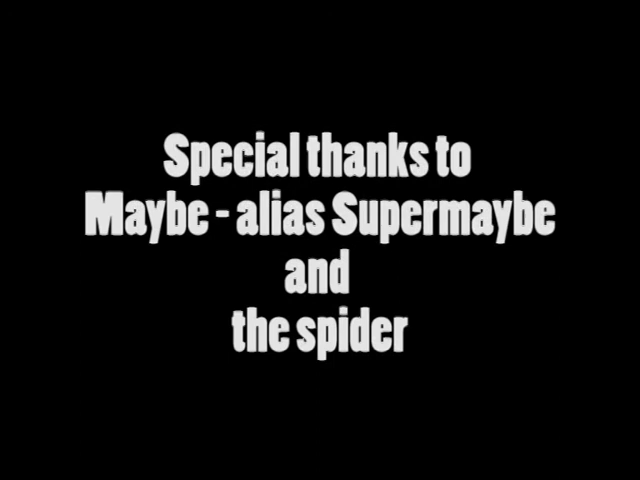 Special thanks to
Maybe - alias Supermaybe
and
the spider